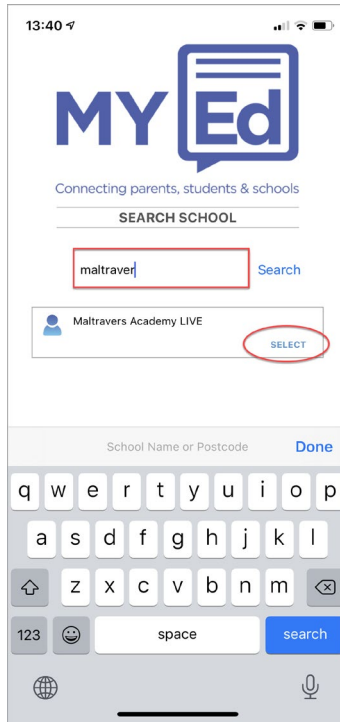 13:40
MY Ed
Connecting parents, students & schools
SEARCH SCHOOL
maltraver Search
Maltravers Academy LIVE
SELECT
School Name or Postcode Done
q w e r t y u i o p
a s d f g h j k l
z x c v b n m
123 space search